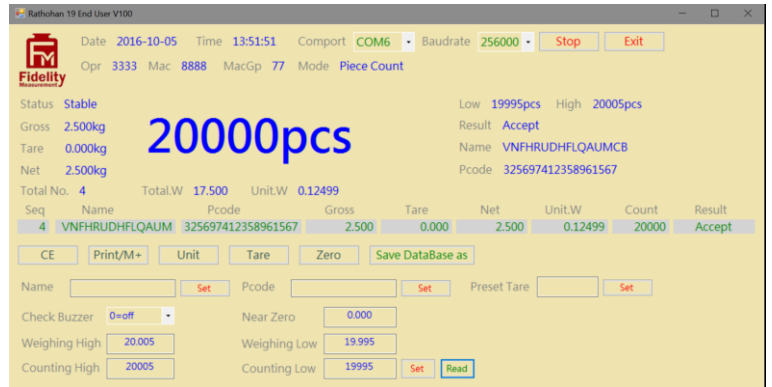 Rathohan 19 End User V100
Date 2016-10-05 Time 13:51:51 Comport COM6 Baudrate 256000 Stop Exit
Opr 3333 Mac 8888 MacGp 77 Mode Piece Count
FM
Fidelity
Measurement
Status Stable
Low 19995pcs High 20005pcs
Gross 2.500kg
20000pcs
Result Accept
Tare 0.000kg
Name VNFHRUDHFLQAUMCB
Net 2.500kg
Pcode 325697412358961567
Total No. 4 Total.W 17.500 Unit.W 0.12499
Seq Name Pcode Gross Tare Net Unit.W Count Result
4 VNFHRUDHFLQAUM 325697412358961567 2.500 0.000 2.500 0.12499 20000 Accept
CE Print/M+ Unit Tare Zero Save DataBase as
Name Set Pcode Set Preset Tare Set
Check Buzzer 0=off Near Zero 0.000
Weighing High 20.005 Weighing Low 19.995
Counting High 20005 Counting Low 19995 Set Read